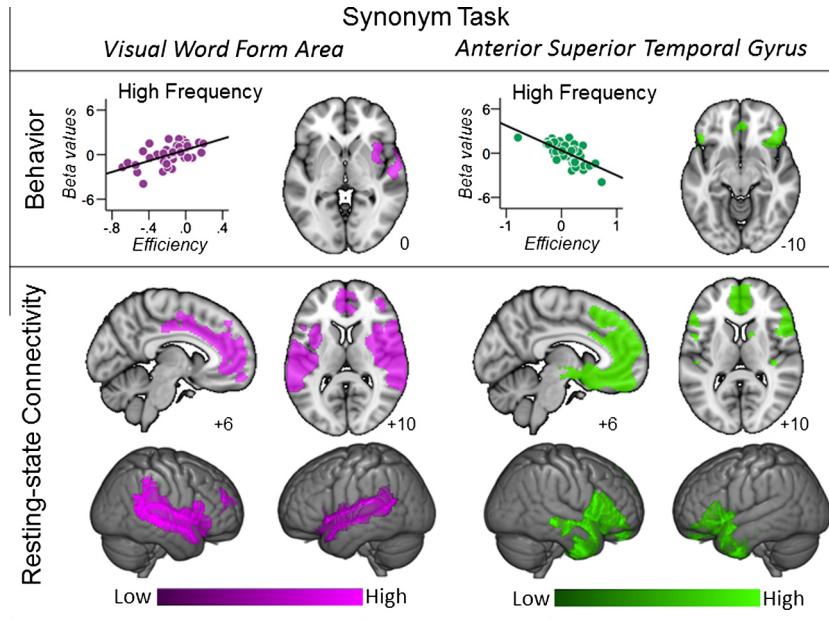 Synonym Task
Visual Word Form Area
Anterior Superior Temporal Gyrus
Behavior
High Frequency
Beta values
6
0
-6
-.8 -.4 .0 .4
Efficiency
0
High Frequency
Beta values
6
0
-6
-1 0 1
Efficiency
-10
Resting-state Connectivity
+6
+10
+6
+10
Low High
Low High